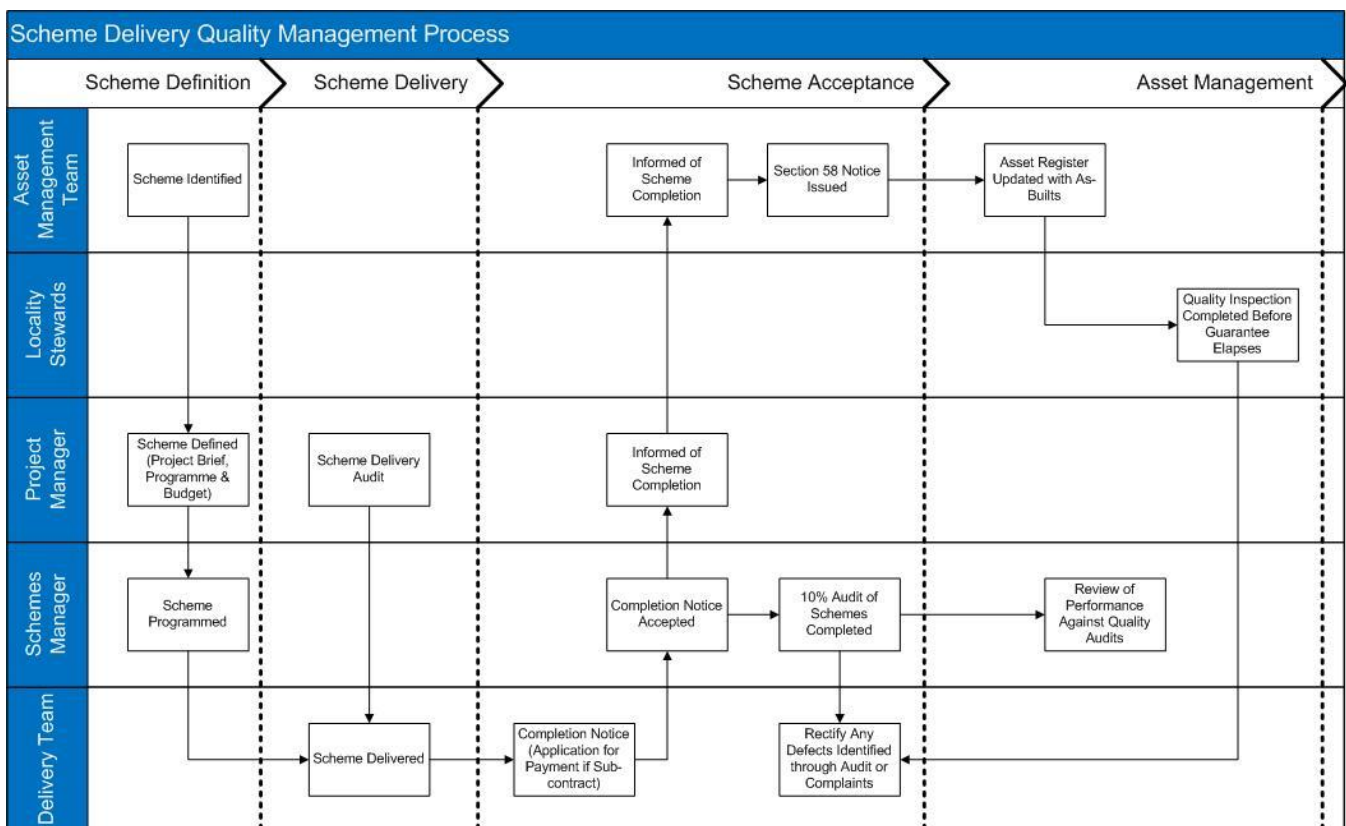 Scheme Delivery Quality Management Process
Scheme Definition
Scheme Delivery
Scheme Acceptance
Asset Management
Asset
Management
Team
Scheme Identified
Informed of
Scheme
Completion
Section 58 Notice
Issued
Asset Register
Updated with As-
Builts
Locality
Stewards
Quality Inspection
Completed Before
Guarantee
Elapses
Project
Manager
Scheme Defined
(Project Brief,
Programme &
Budget)
Scheme Delivery
Audit
Informed of
Scheme
Completion
Schemes
Manager
Scheme
Programmed
Completion Notice
Accepted
10% Audit of
Schemes
Completed
Review of
Performance
Against Quality
Audits
Delivery Team
Scheme Delivered
Completion Notice
(Application for
Payment if Sub-
contract)
Rectify Any
Defects Identified
through Audit or
Complaints